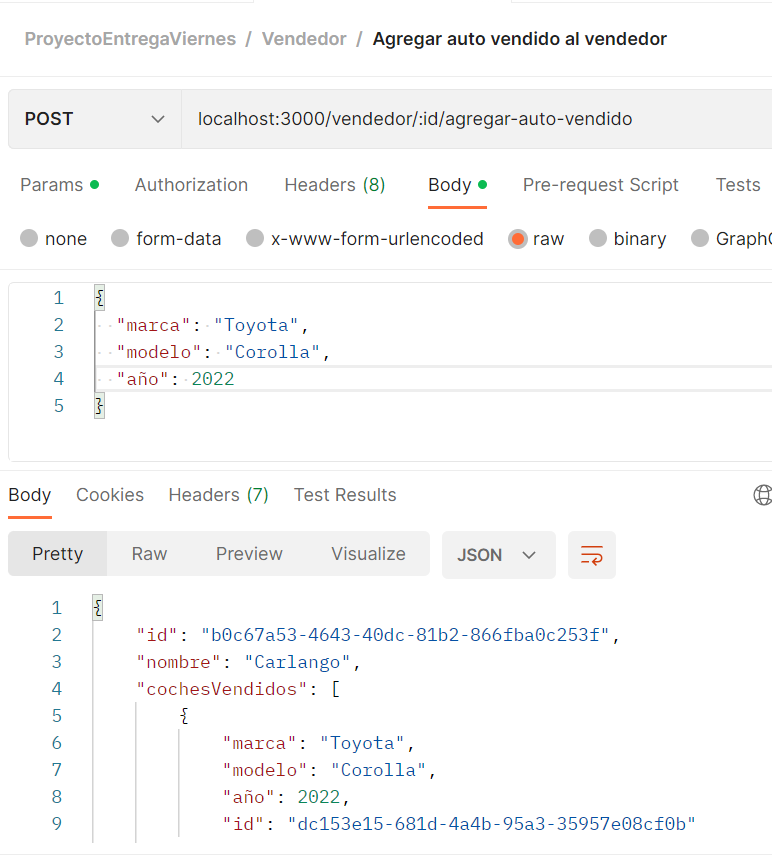 ProyectoEntregaViernes / Vendedor / Agregar auto vendido al vendedor
POST localhost:3000/vendedor/:id/agregar-auto-vendido
Params Authorization Headers (8) Body Pre-request Script Tests
none form-data x-www-form-urlencoded raw binary GraphQ
1 {
2 "marca": "Toyota",
3 "modelo": "Corolla",
4 "año": 2022
5 }
Body Cookies Headers (7) Test Results
Pretty Raw Preview Visualize JSON
1 {
2 "id": "b0c67a53-4643-40dc-81b2-866fba0c253f",
3 "nombre": "Carlango",
4 "cochesVendidos": [
5 {
6 "marca": "Toyota",
7 "modelo": "Corolla",
8 "año": 2022,
9 "id": "dc153e15-681d-4a4b-95a3-35957e08cf0b"